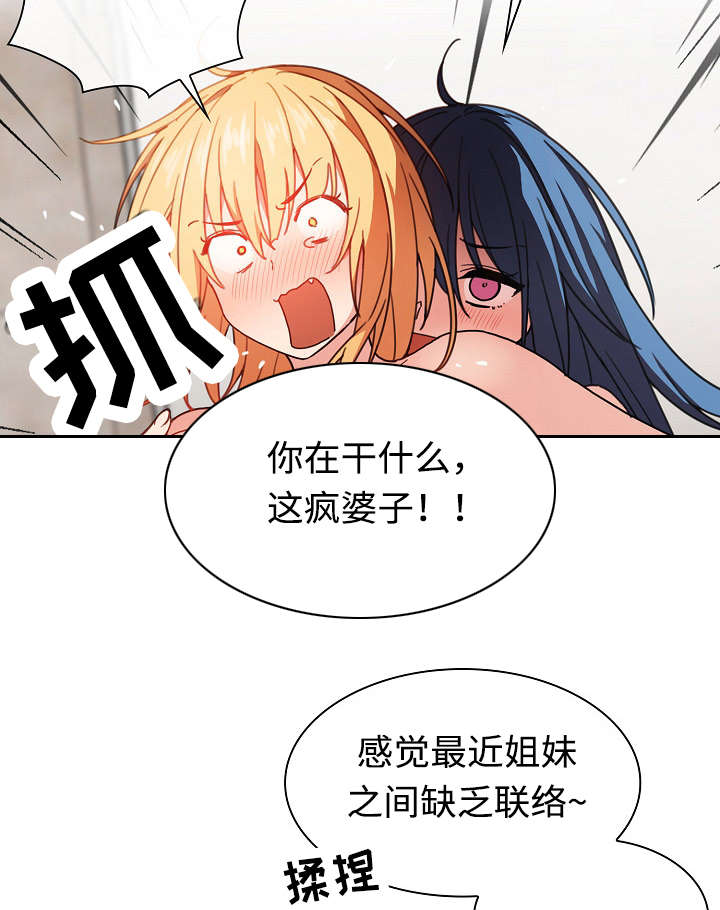 抓
你在干什么，
这疯婆子！！
感觉最近姐妹
之间缺乏联络~
揉捏